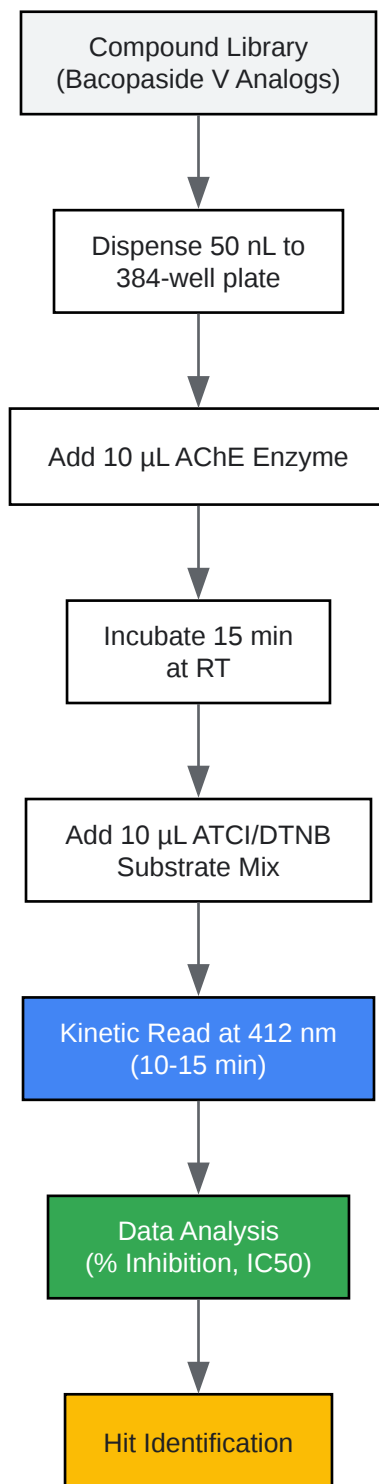 Compound Library
(Bacopaside V Analogs)
Dispense 50 nL to
384-well plate
Add 10 µL AChE Enzyme
Incubate 15 min
at RT
Add 10 µL ATCI/DTNB
Substrate Mix
Kinetic Read at 412 nm
(10-15 min)
Data Analysis
(% Inhibition, IC50)
Hit Identification